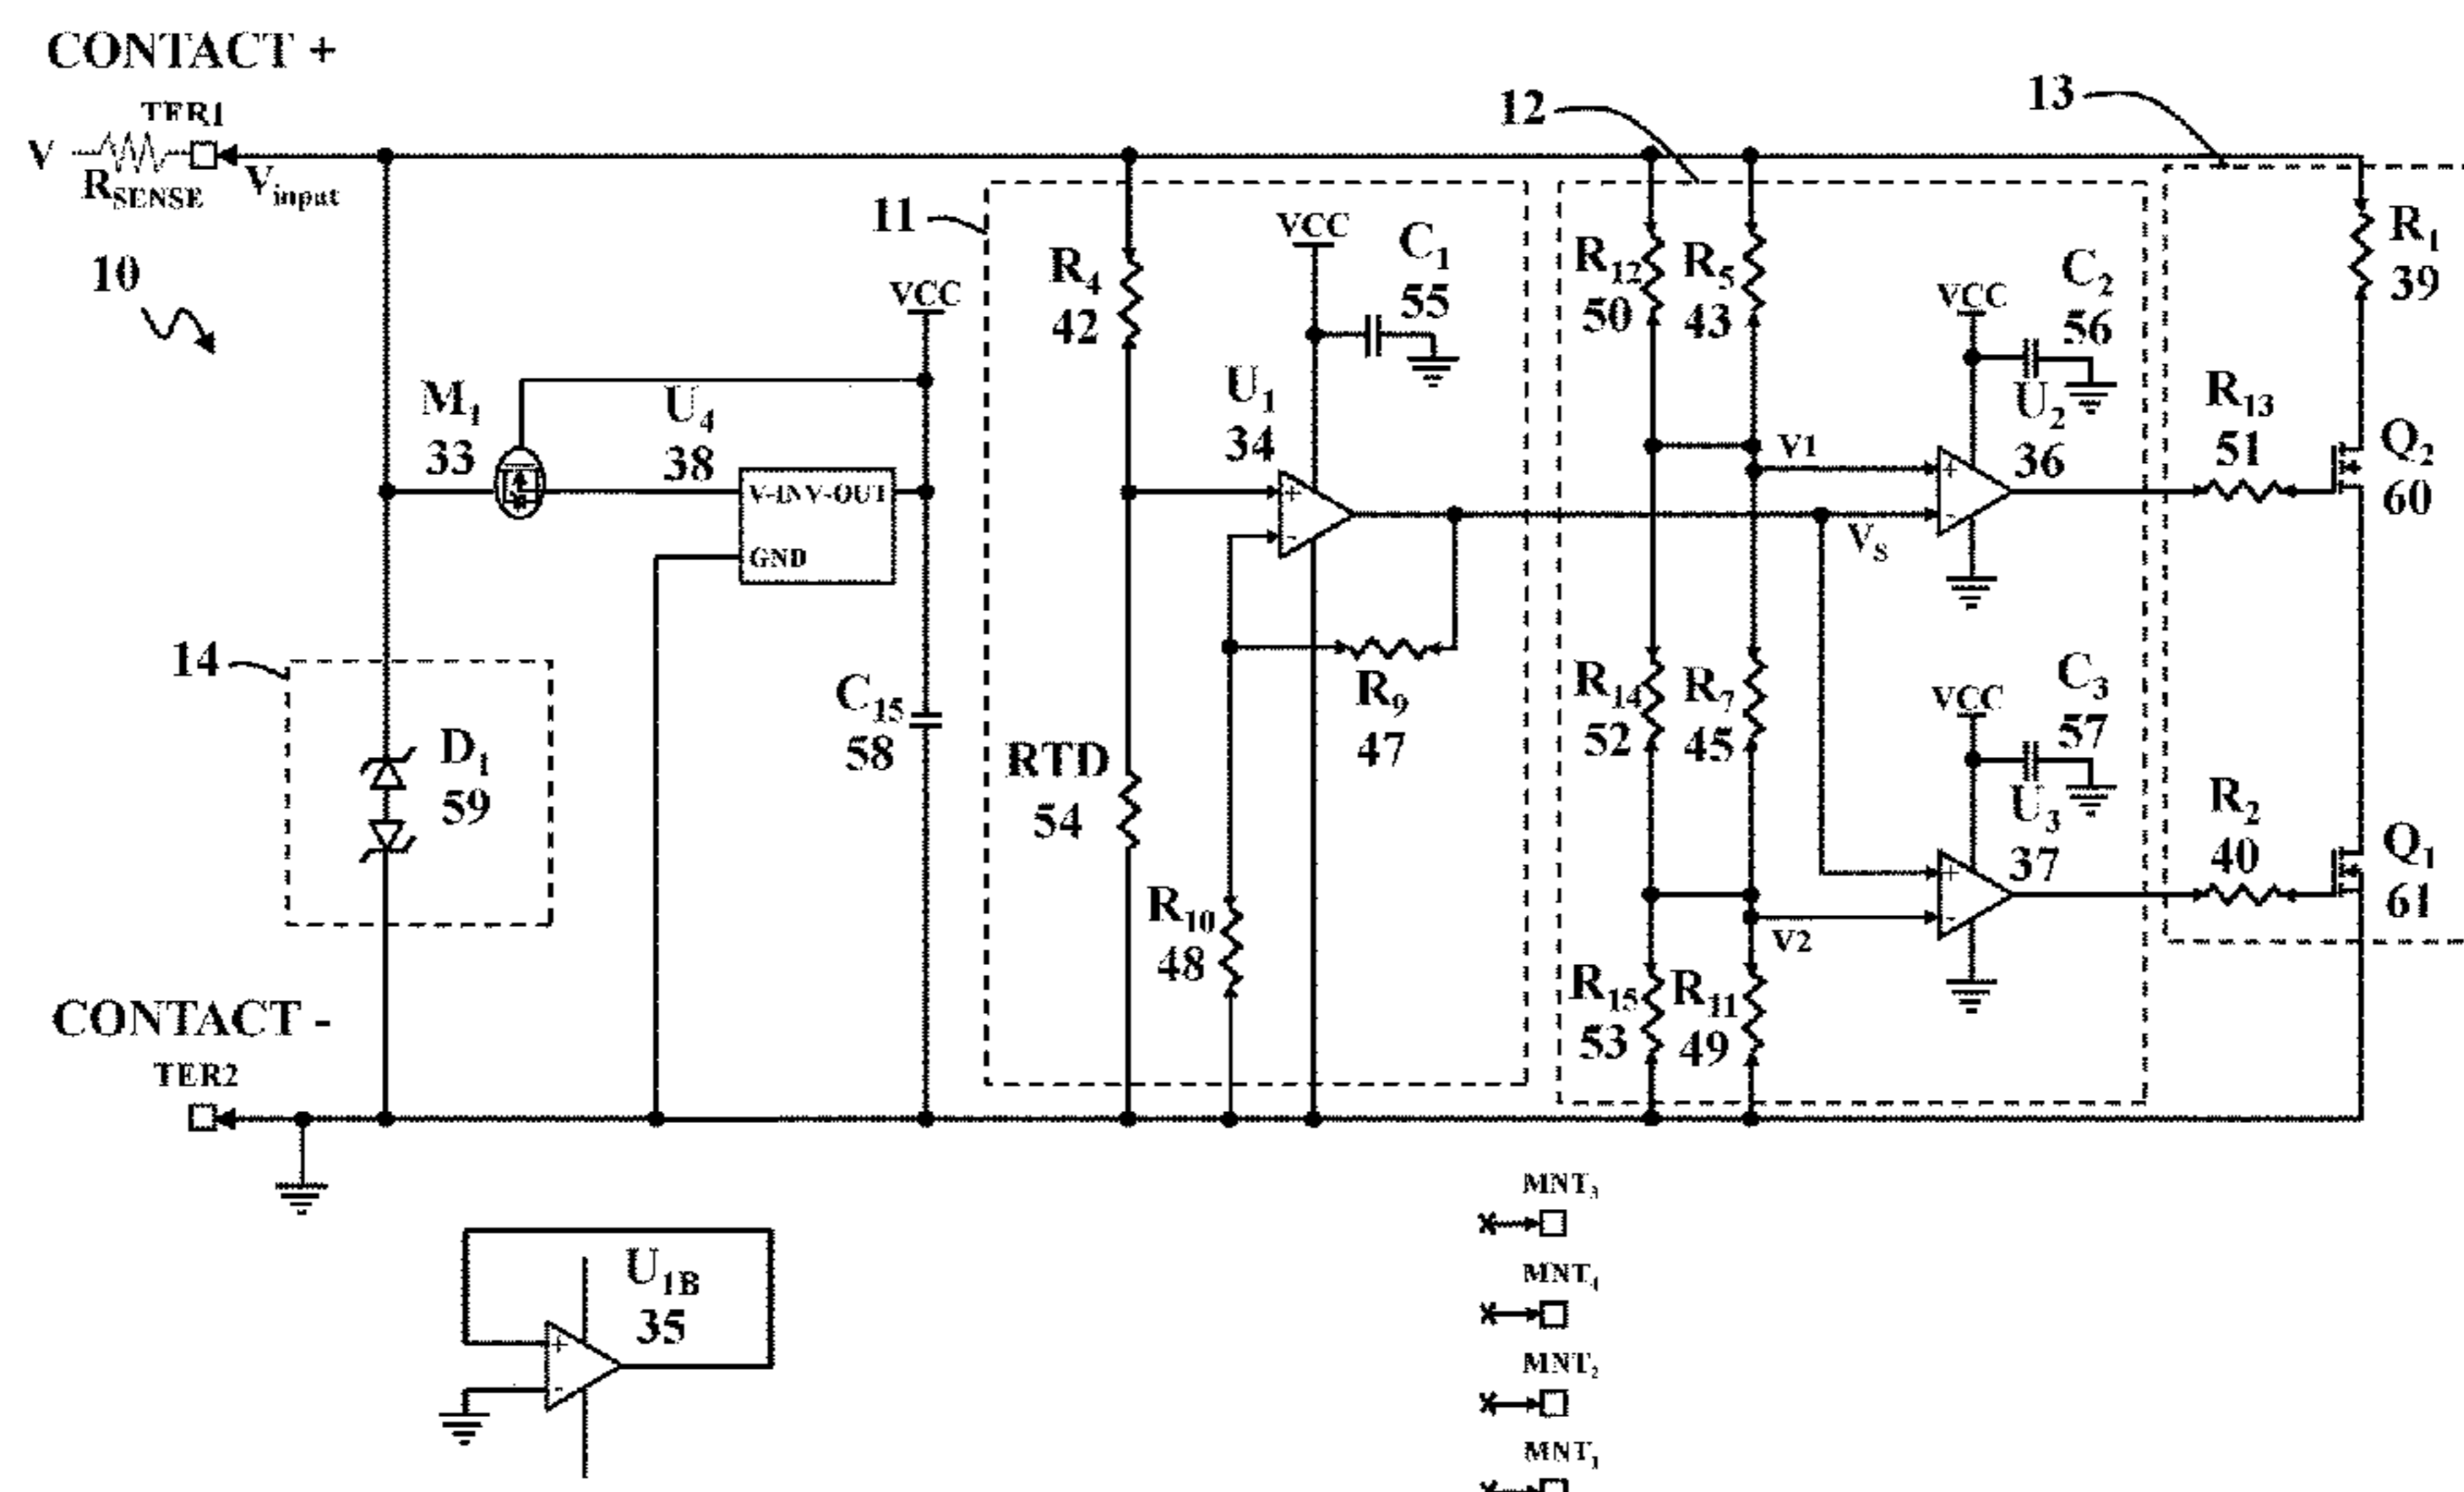 CONTACT +
TER1
V
R SENSE
V input
10
11
12
13
14
M1
33
U4
38
V-IN V-OUT
GND
VCC
C15
58
D1
59
CONTACT -
TER2
R4
42
VCC
C1
55
U1
34
+
-
R9
47
RTD
54
R10
48
R12
50
R5
43
V1
VS
R14
52
R7
45
V2
R15
53
R11
49
VCC
C2
56
U2
36
+
-
VCC
C3
57
U3
37
+
-
R1
39
R13
51
Q2
60
R2
40
Q1
61
U1B
35
+
-
MNT3
MNT4
MNT2
MNT1